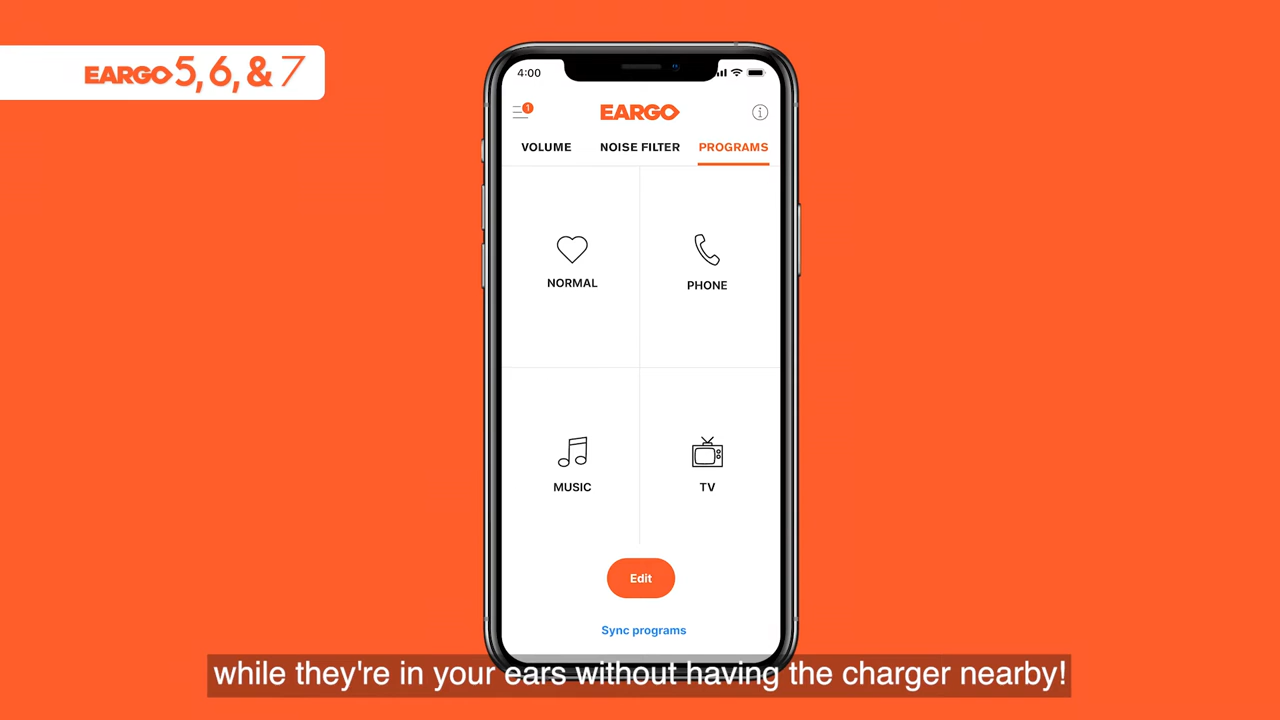 EARGO 5, 6, & 7
4:00
1
EARGO
VOLUME NOISE FILTER PROGRAMS
NORMAL PHONE
MUSIC TV
Edit
Sync programs
while they're in your ears without having the charger nearby!